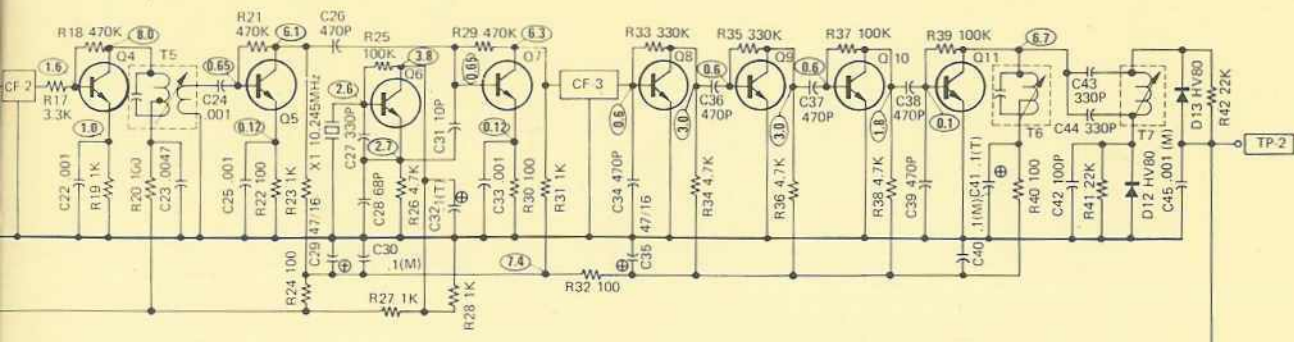 R18 470K
8.0
R21
470K
6.1
C26
470P
R25
100K
3.8
R29 470K
6.3
R33 330K
R35 330K
R37 100K
R39 100K
6.7
Q4
T5
Q6
Q7
Q8
Q9
Q10
Q11
CF-2
1.6
R17
3.3K
0.65
C24
.001
Q5
2.6
0.65
CF-3
0.6
C36
470P
0.6
C37
470P
C38
470P
C43
330P
C44 330P
T6
T7
D13 HV80
R42 22K
TP-2
1.0
0.12
X1 10.245MHz
C27 330P
2.7
C31 10P
0.12
0.6
3.0
3.0
1.8
0.1
C22 .001
R19 1K
R20 100
C23 .0047
C25 .001
R22 100
R23 1K
C28 68P
R26 4.7K
C32 .1(T)
C33 .001
R30 100
R31 1K
C34 470P
R34 4.7K
R36 4.7K
R38 4.7K
C39 470P
C41 .1(T)
R40 100
C42 100P
R41 22K
D12 HV80
C45 .001 (M)
C29 47/16
C30
.1(M)
R24 100
R27 1K
R28 1K
7.4
R32 100
C35 47/16
C40 .1(M)